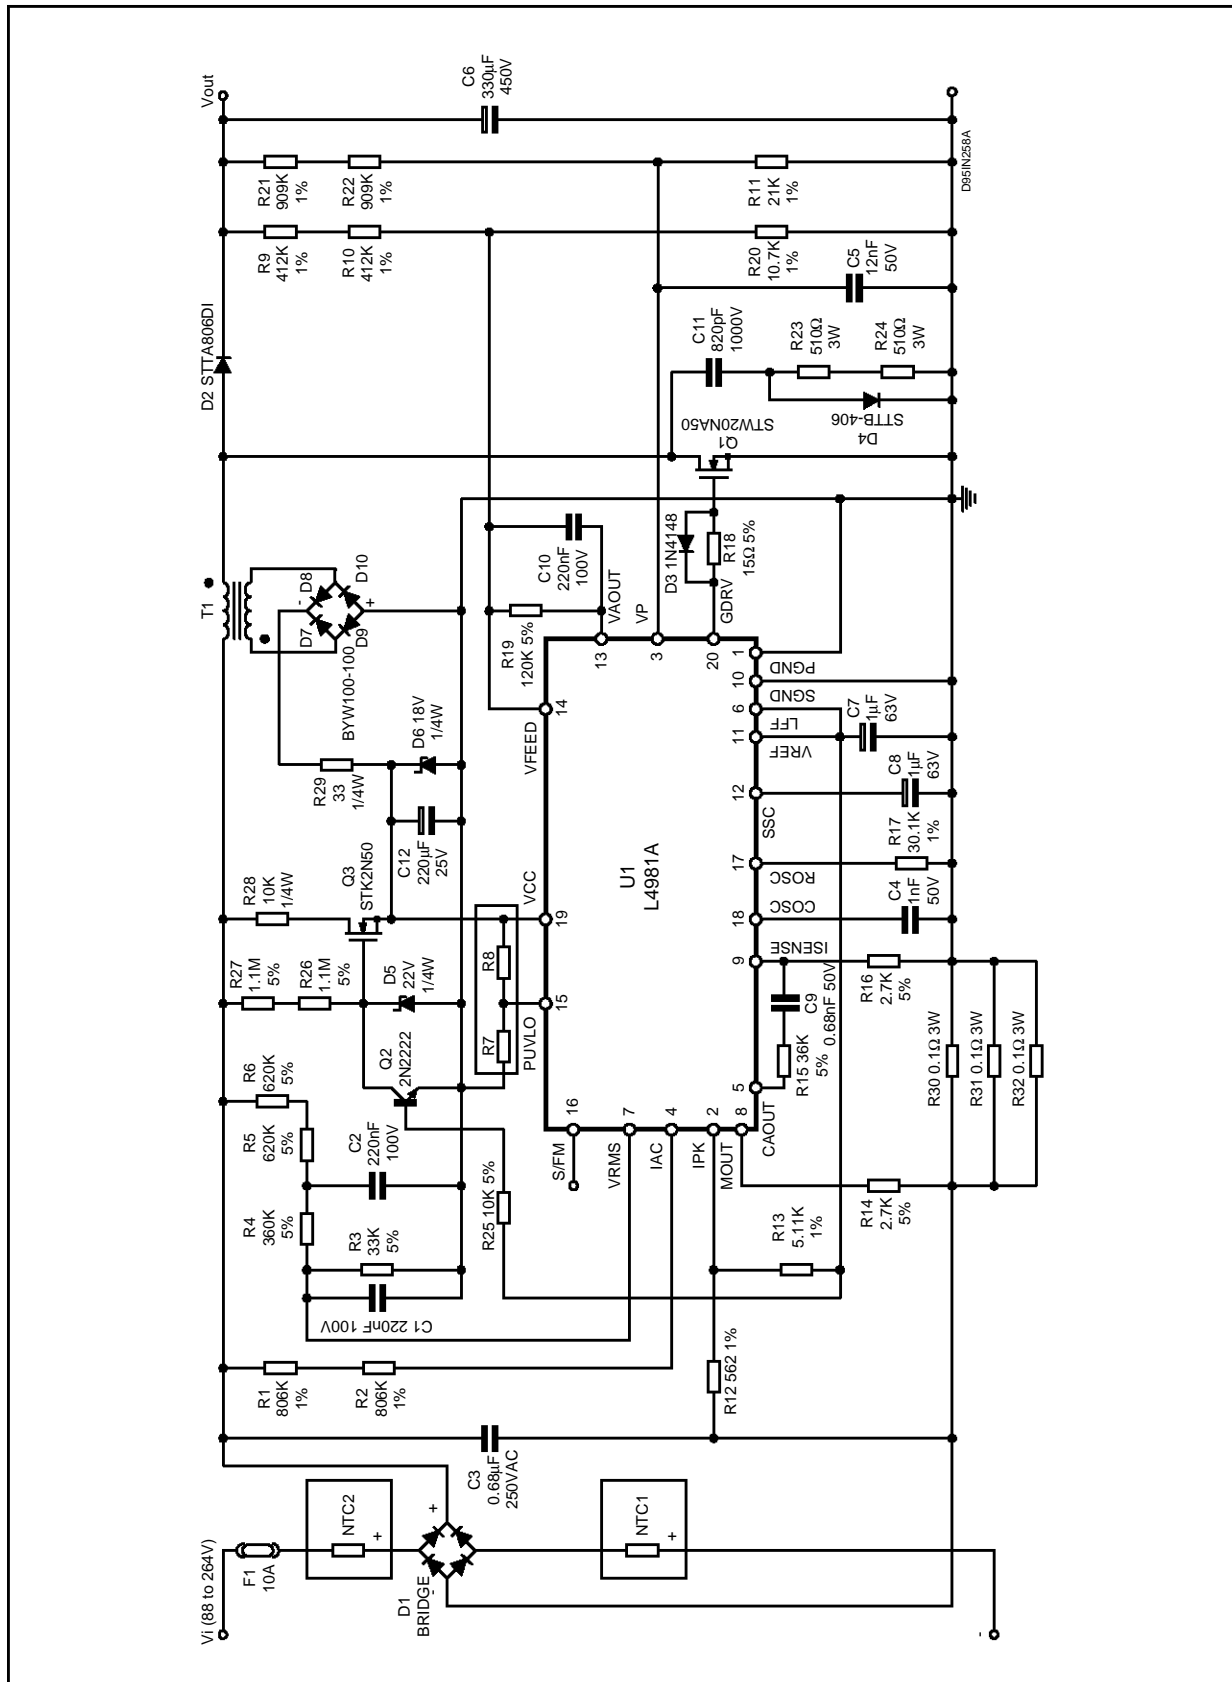 Vi (88 to 264V)
F1
10A
NTC2
+
D1
BRIDGE
-
+
NTC1
+
-
C3
0.68µF
250VAC
R1
806K
1%
R2
806K
1%
R12 562 1%
C1 220nF 100V
R3
33K
5%
R4
360K
5%
C2
220nF
100V
R5
620K
5%
R6
620K
5%
R25 10K 5%
Q2
2N2222
R27
1.1M
5%
R26
1.1M
5%
D5
22V
1/4W
R28
10K
1/4W
Q3
STK2N50
C12
220µF
25V
R29
33
1/4W
D6 18V
1/4W
BYW100-100
D7
-
D8
D9
+
D10
T1
R7
R8
R13
5.11K
1%
R14
2.7K
5%
S/FM
16
VRMS
7
IAC
4
IPK
2
MOUT
8
5
CAOUT
PUVLO
15
VCC
19
VFEED
14
13
VAOUT
3
VP
20
GDRV
U1
L4981A
9
ISENSE
18
COSC
17
ROSC
12
SSC
11
VREF
6
LFF
10
SGND
1
PGND
R15 36K
5%
C9
0.68nF 50V
R16
2.7K
5%
R30 0.1Ω 3W
R31 0.1Ω 3W
R32 0.1Ω 3W
C4
1nF
50V
R17
30.1K
1%
C8
1µF
63V
C7
1µF
63V
R19
120K 5%
C10
220nF
100V
D3 1N4148
R18
15Ω 5%
Q1
STW20NA50
D4
STTB-406
C11
820pF
1000V
R23
510Ω
3W
R24
510Ω
3W
D2 STTA806DI
R9
412K
1%
R10
412K
1%
R20
10.7K
1%
C5
12nF
50V
R21
909K
1%
R22
909K
1%
R11
21K
1%
C6
330µF
450V
Vout
D95IN258A